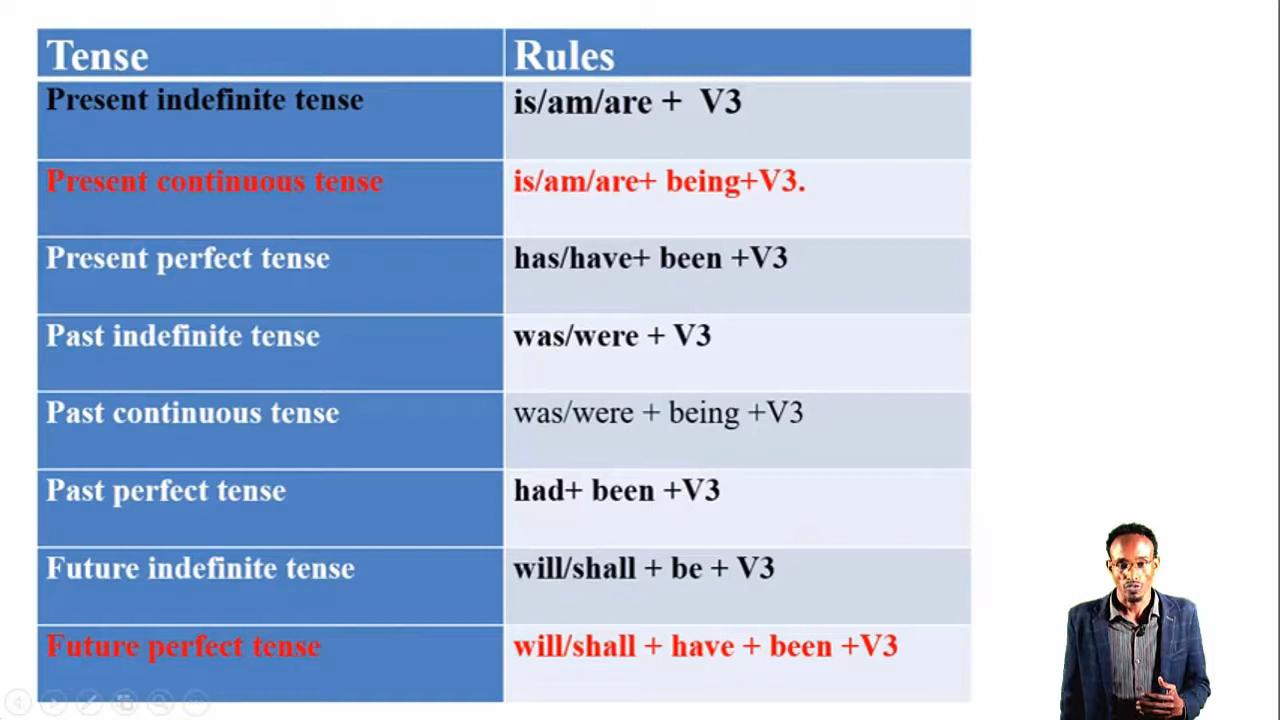 Tense Rules
Present indefinite tense is/am/are + V3
Present continuous tense is/am/are+ being+V3.
Present perfect tense has/have+ been +V3
Past indefinite tense was/were + V3
Past continuous tense was/were + being +V3
Past perfect tense had+ been +V3
Future indefinite tense will/shall + be + V3
Future perfect tense will/shall + have + been +V3